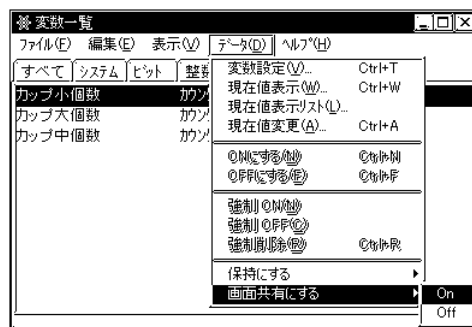 変数一覧
ファイル(F) 編集(E) 表示(V) データ(D) ヘルプ(H)
すべて システム ビット 整数
カップ小個数 カウン
カップ大個数 カウン
カップ中個数 カウン
変数設定(V)... Ctrl+T
現在値表示(W)... Ctrl+W
現在値表示リスト(L)...
現在値変更(A)... Ctrl+A
ONにする(N) Ctrl+N
OFFにする(F) Ctrl+F
強制ON(N)
強制OFF(C)
強制削除(R) Ctrl+R
保持にする
画面共有にする On
Off